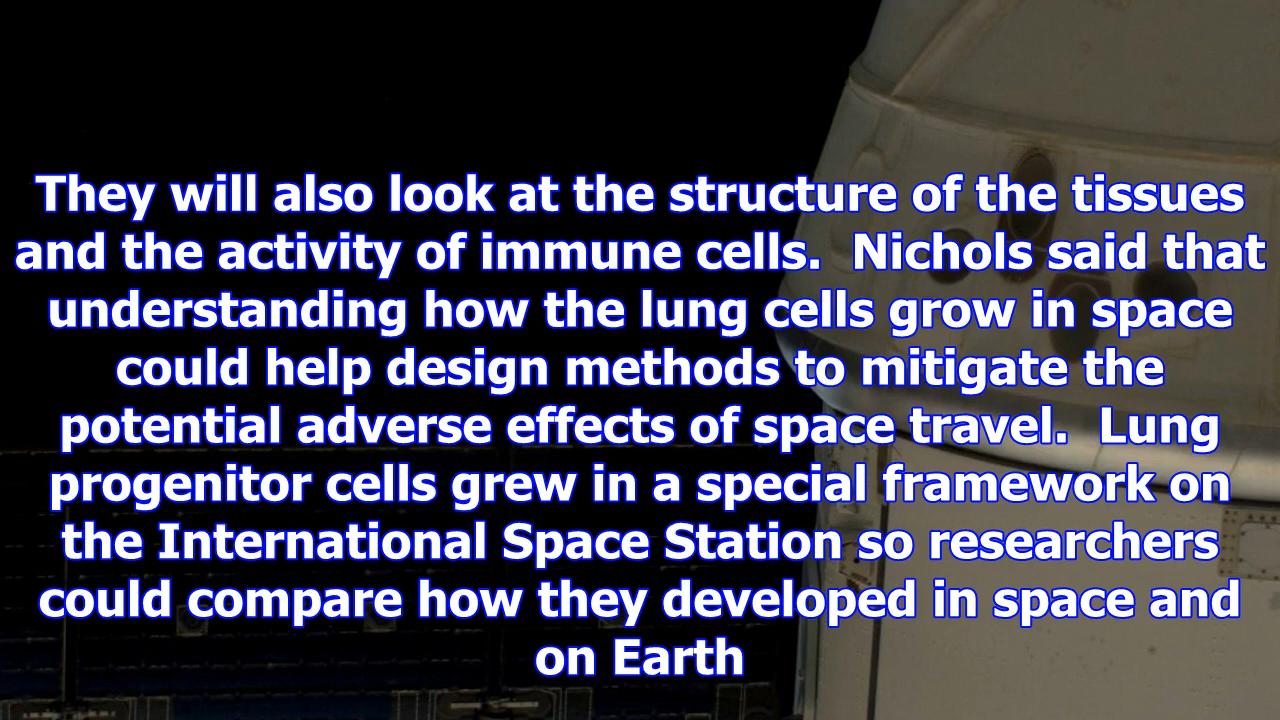 They will also look at the structure of the tissues
and the activity of immune cells.  Nichols said that
understanding how the lung cells grow in space
could help design methods to mitigate the
potential adverse effects of space travel.  Lung
progenitor cells grew in a special framework on
the International Space Station so researchers
could compare how they developed in space and
on Earth